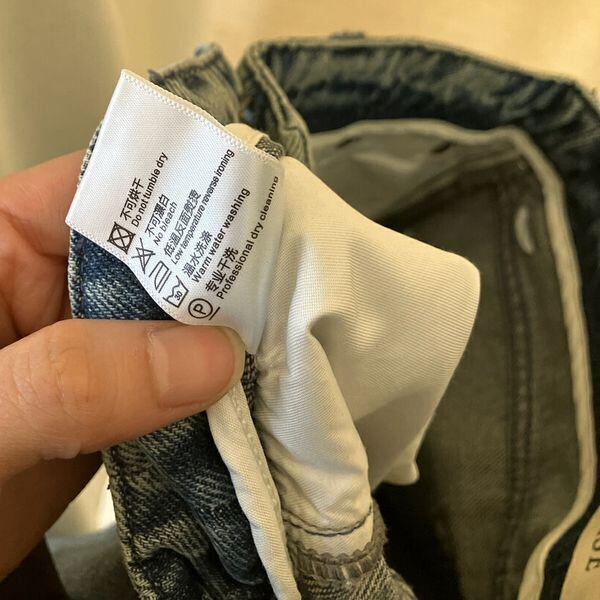 不可烘干
Do not tumble dry
不可漂白
No bleach
低温反面熨烫
Low temperature reverse ironing
温水洗涤
Warm water washing
专业干洗
Professional dry cleaning
30
P